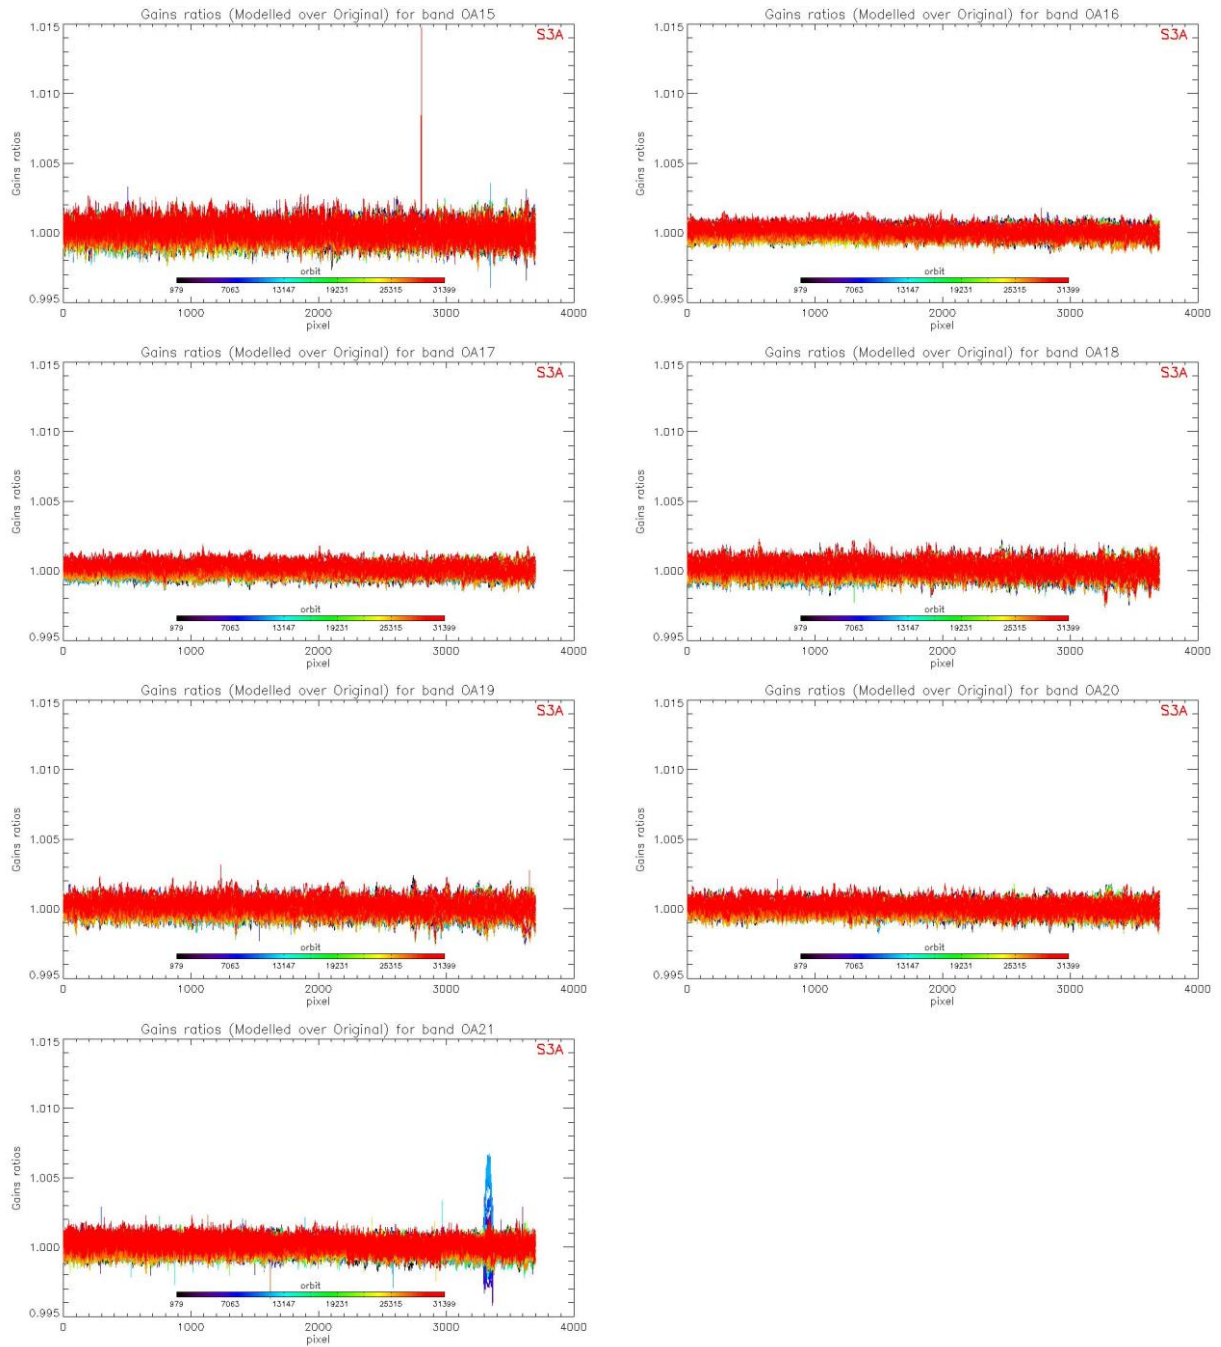 Gains ratios (Modelled over Original) for band OA15
S3A
1.015
1.010
1.005
1.000
0.995
Gains ratios
orbit
979 7063 13147 19231 25315 31399
0 1000 2000 3000 4000
pixel
Gains ratios (Modelled over Original) for band OA16
S3A
1.015
1.010
1.005
1.000
0.995
Gains ratios
orbit
979 7063 13147 19231 25315 31399
0 1000 2000 3000 4000
pixel
Gains ratios (Modelled over Original) for band OA17
S3A
1.015
1.010
1.005
1.000
0.995
Gains ratios
orbit
979 7063 13147 19231 25315 31399
0 1000 2000 3000 4000
pixel
Gains ratios (Modelled over Original) for band OA18
S3A
1.015
1.010
1.005
1.000
0.995
Gains ratios
orbit
979 7063 13147 19231 25315 31399
0 1000 2000 3000 4000
pixel
Gains ratios (Modelled over Original) for band OA19
S3A
1.015
1.010
1.005
1.000
0.995
Gains ratios
orbit
979 7063 13147 19231 25315 31399
0 1000 2000 3000 4000
pixel
Gains ratios (Modelled over Original) for band OA20
S3A
1.015
1.010
1.005
1.000
0.995
Gains ratios
orbit
979 7063 13147 19231 25315 31399
0 1000 2000 3000 4000
pixel
Gains ratios (Modelled over Original) for band OA21
S3A
1.015
1.010
1.005
1.000
0.995
Gains ratios
orbit
979 7063 13147 19231 25315 31399
0 1000 2000 3000 4000
pixel